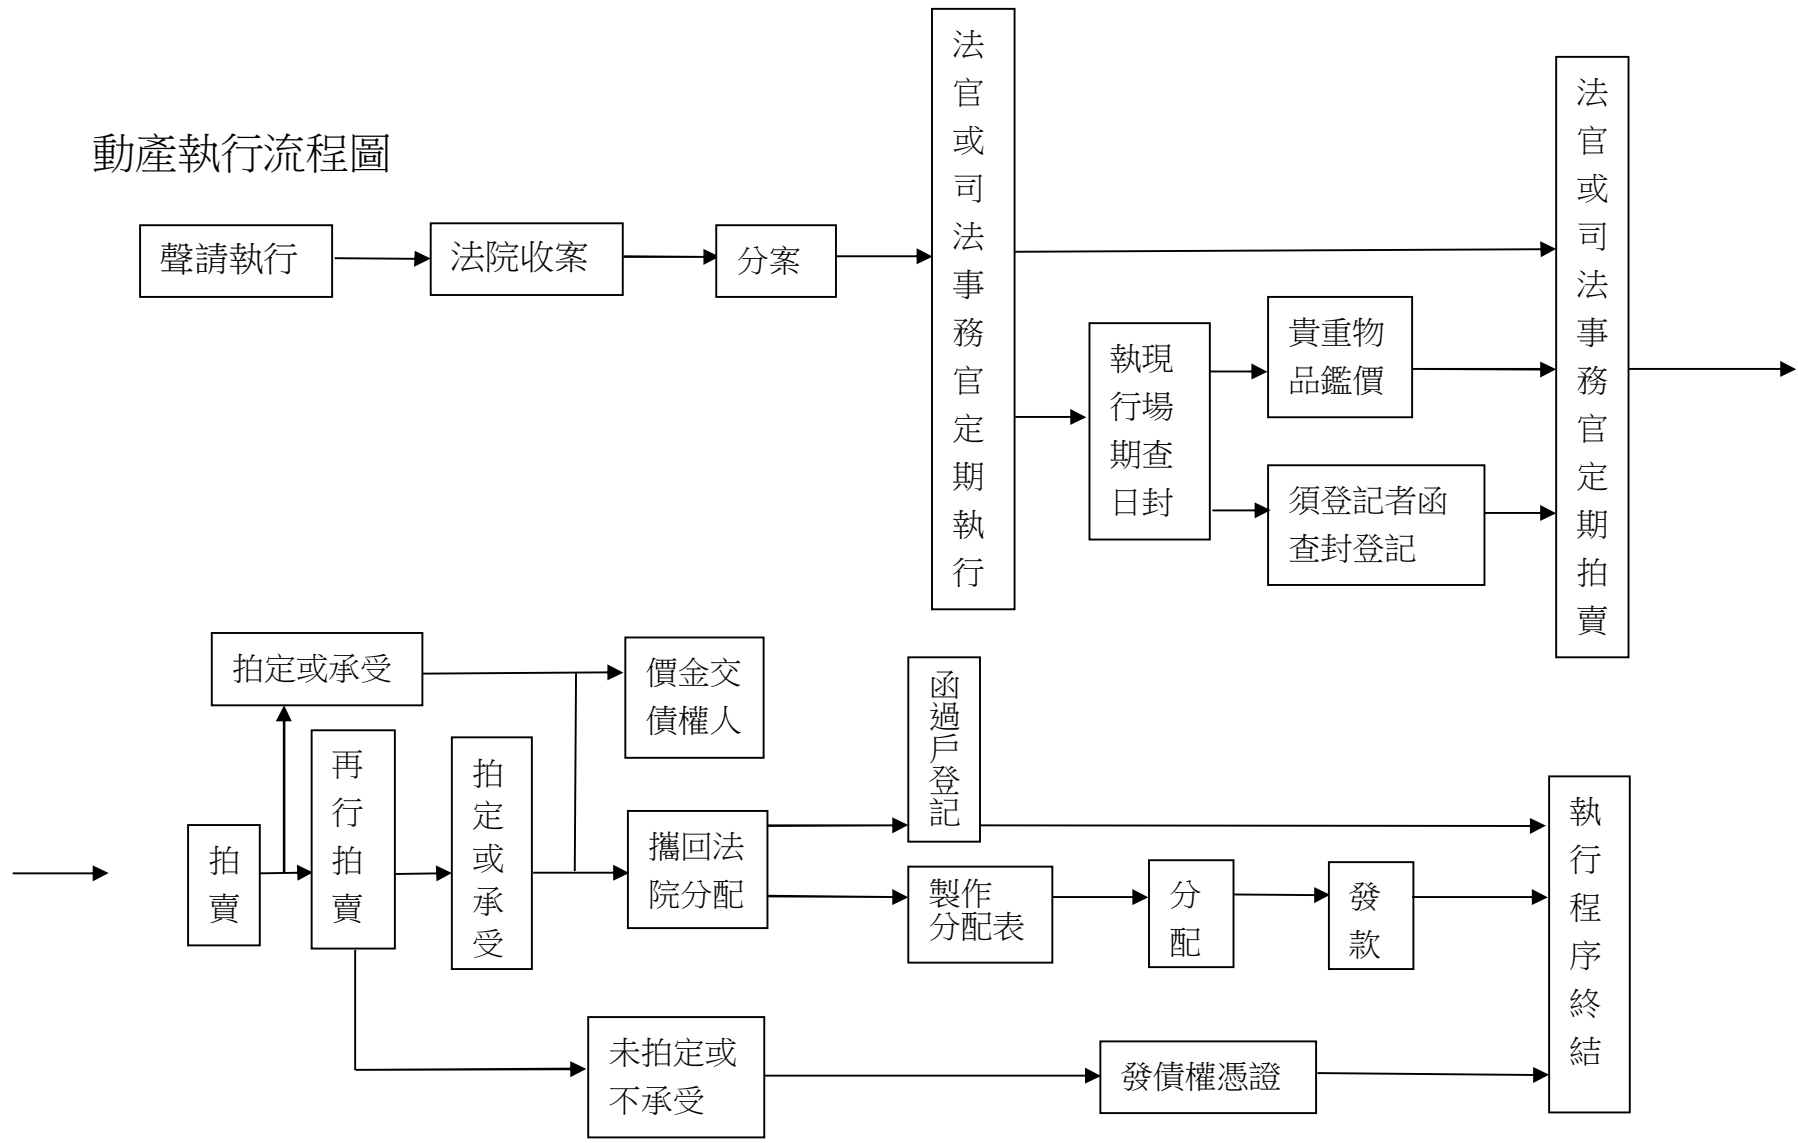 動產執行流程圖
聲請執行
法院收案
分案
法官或司法事務官定期執行
執行期日
現場查封
貴重物
品鑑價
須登記者函
查封登記
法官或司法事務官定期拍賣
拍賣
拍定或承受
再行拍賣
拍定或承受
價金交
債權人
攜回法
院分配
函過戶登記
製作
分配表
分配
發款
未拍定或
不承受
發債權憑證
執行程序終結